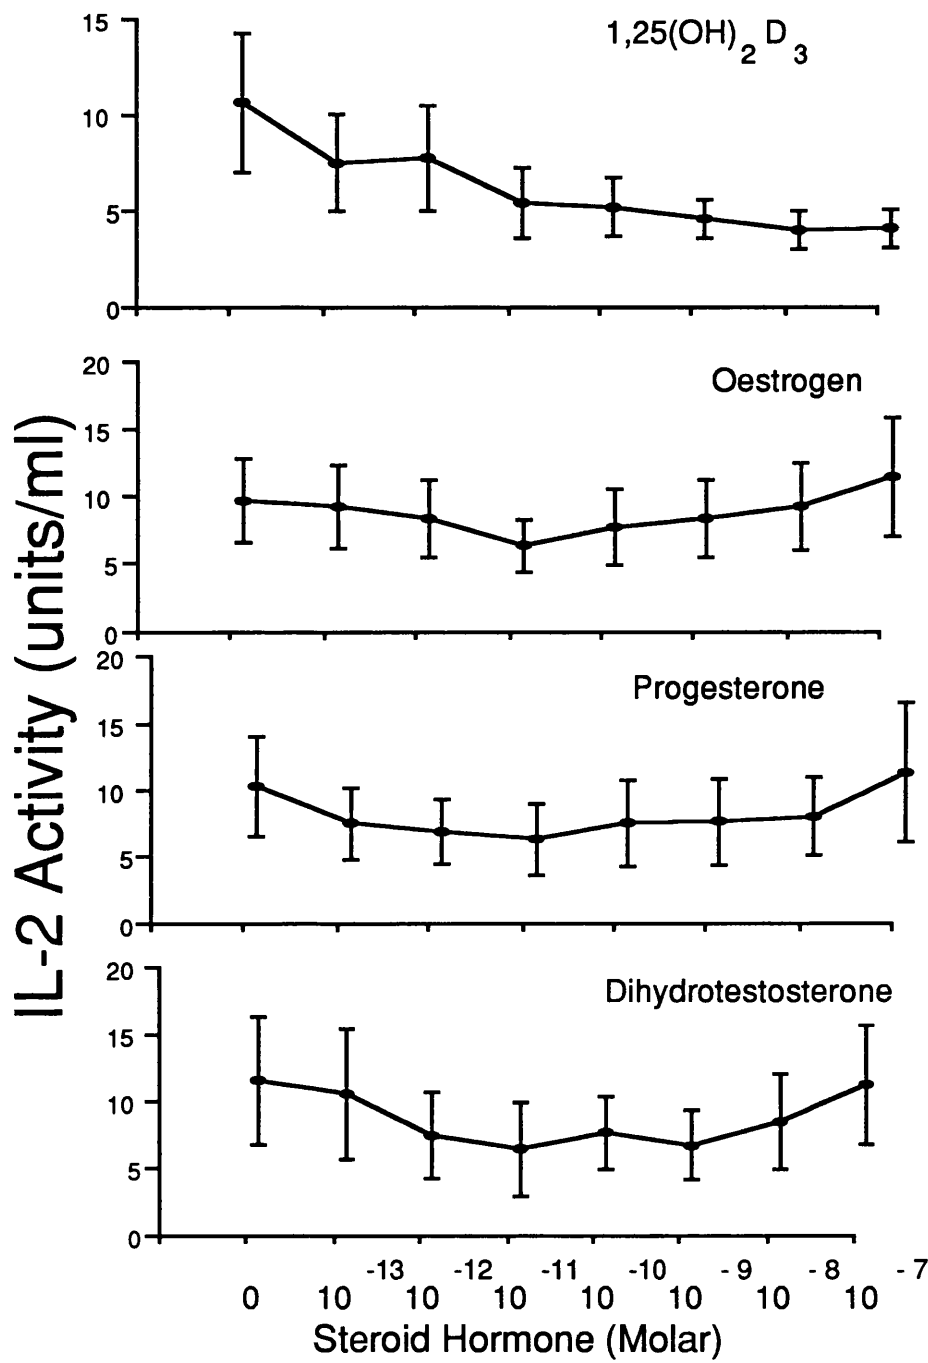 1,25(OH)2 D3
15
10
5
0
Oestrogen
20
15
10
5
0
Progesterone
20
15
10
5
0
Dihydrotestosterone
20
15
10
5
0
IL-2 Activity (units/ml)
-13 -12 -11 -10 - 9 - 8 - 7
0 10 10 10 10 10 10 10
Steroid Hormone (Molar)